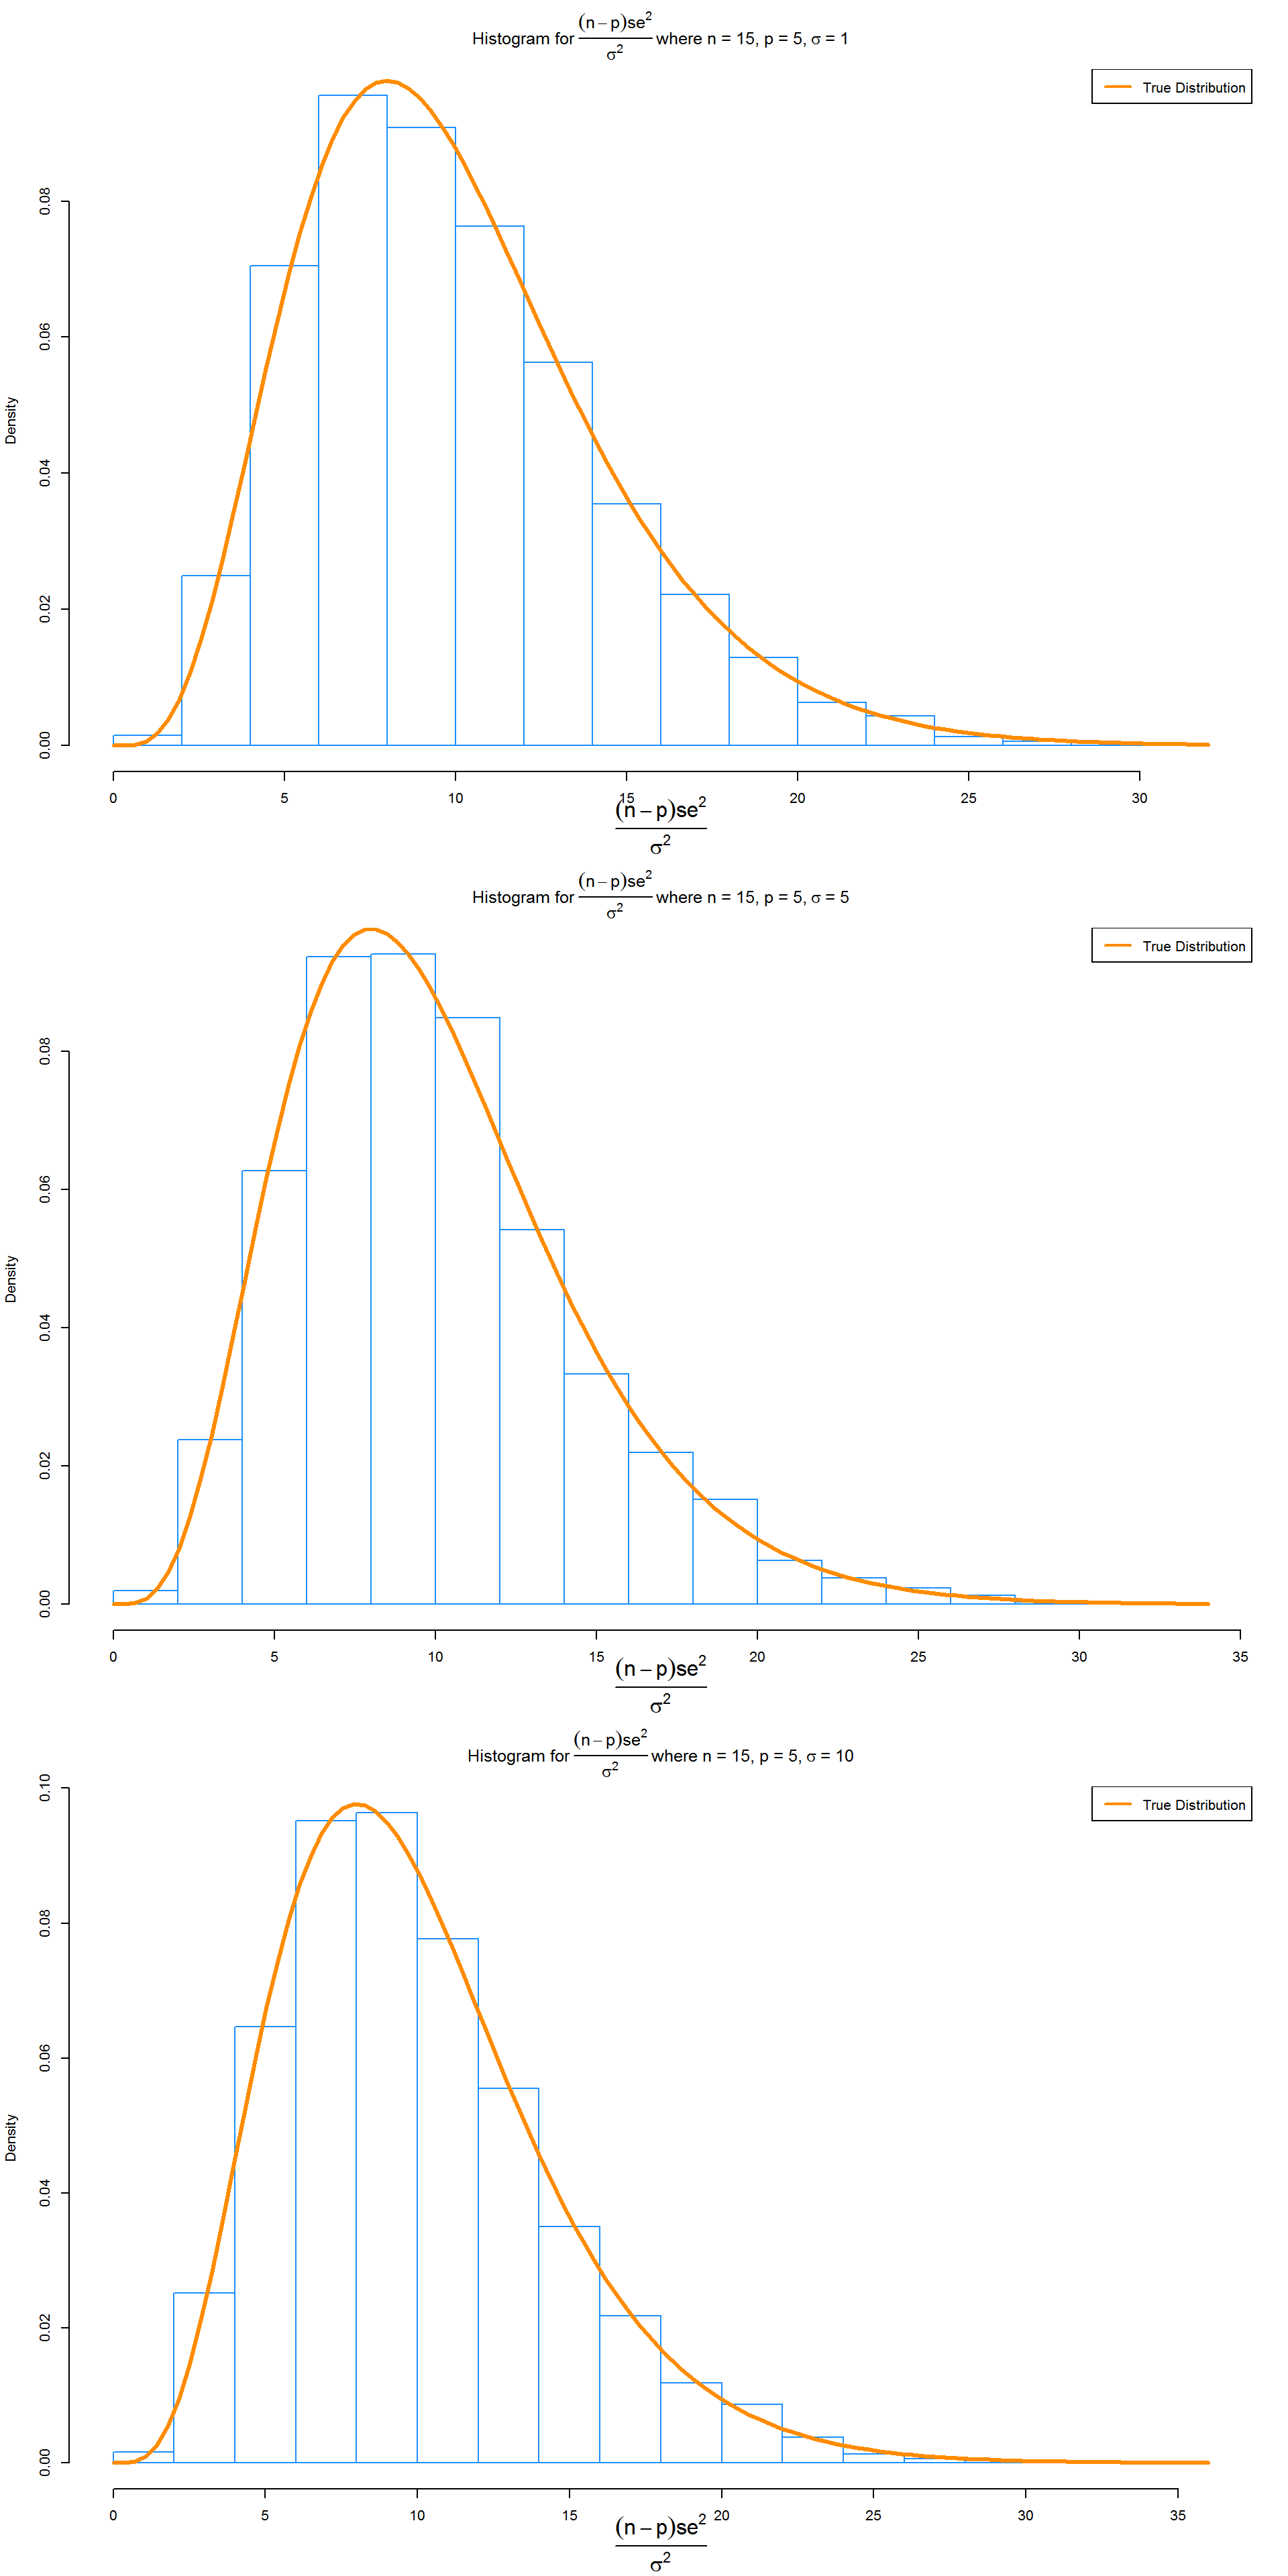 Histogram for (n − p)se² / σ² where n = 15, p = 5, σ = 1
True Distribution
Density
0.00 0.02 0.04 0.06 0.08
0 5 10 15 20 25 30
(n − p)se² / σ²
Histogram for (n − p)se² / σ² where n = 15, p = 5, σ = 5
True Distribution
Density
0.00 0.02 0.04 0.06 0.08
0 5 10 15 20 25 30 35
(n − p)se² / σ²
Histogram for (n − p)se² / σ² where n = 15, p = 5, σ = 10
True Distribution
Density
0.00 0.02 0.04 0.06 0.08 0.10
0 5 10 15 20 25 30 35
(n − p)se² / σ²